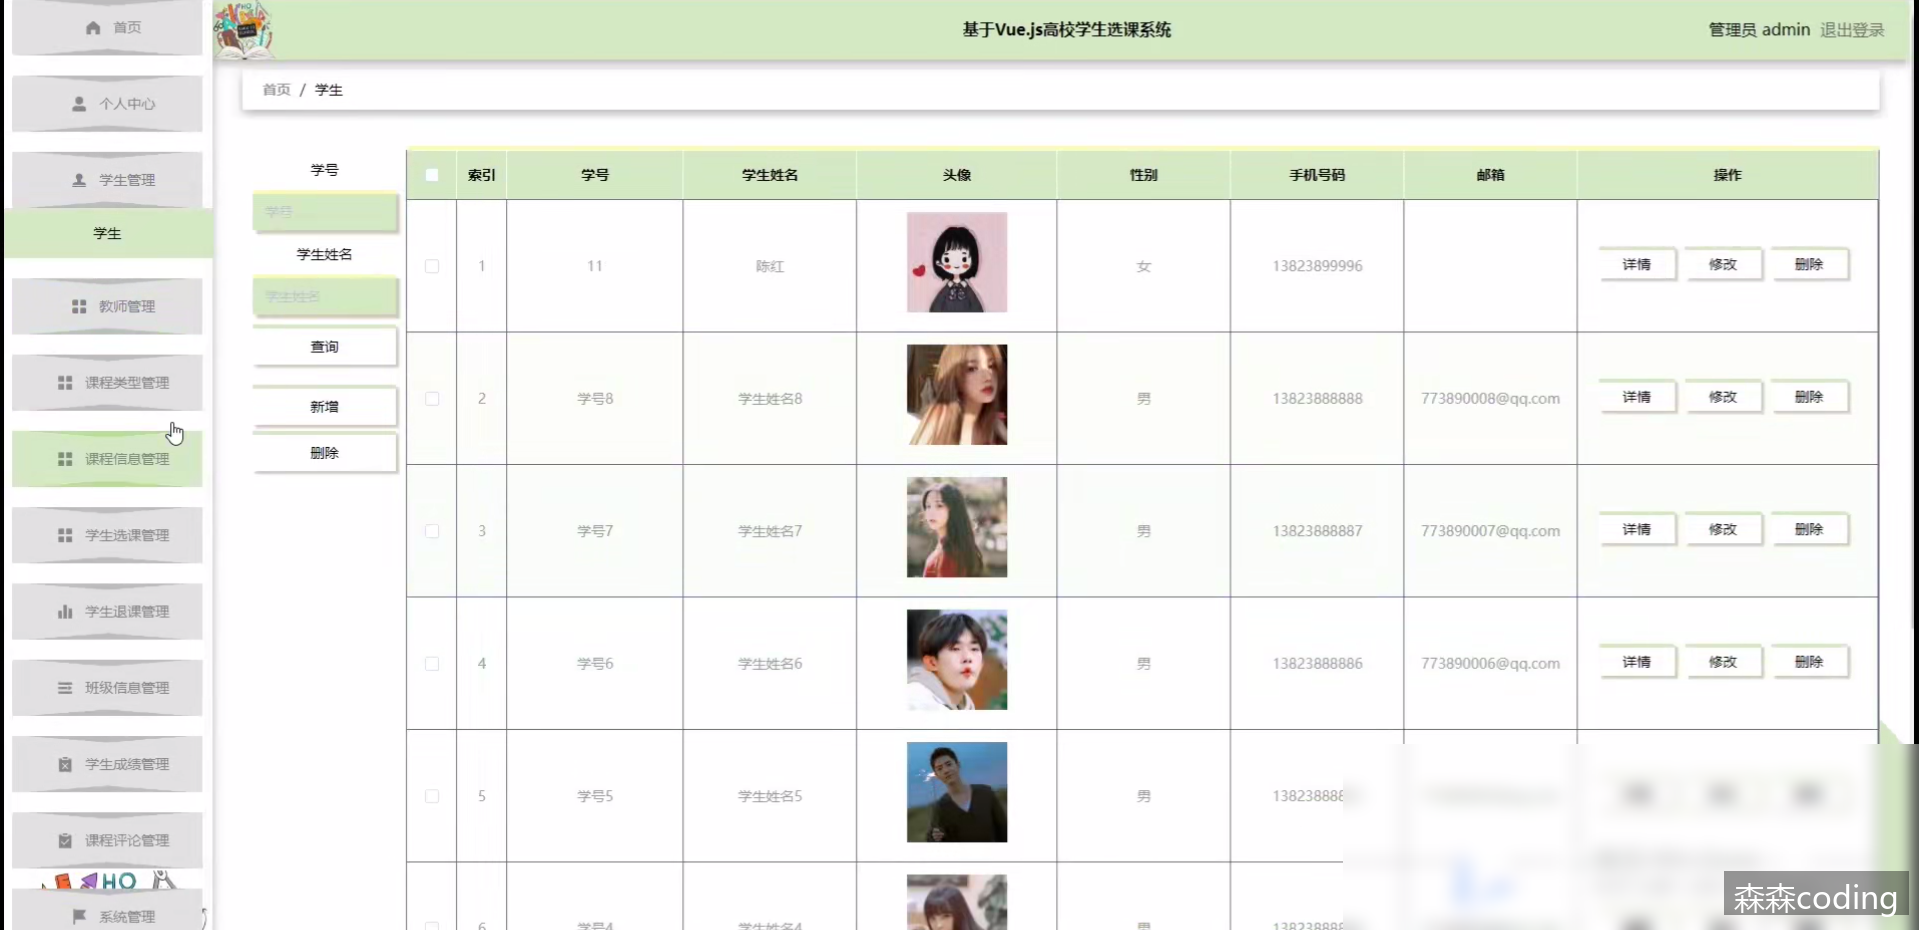 首页
个人中心
学生管理
学生
教师管理
课程类型管理
课程信息管理
学生选课管理
学生退课管理
班级信息管理
学生成绩管理
课程评论管理
系统管理
基于Vue.js高校学生选课系统
管理员 admin 退出登录
首页 / 学生
学号
学号
学生姓名
学生姓名
查询
新增
删除
索引 学号 学生姓名 头像 性别 手机号码 邮箱 操作
1 11 陈红 女 13823899996 详情 修改 删除
2 学号8 学生姓名8 男 13823888888 773890008@qq.com 详情 修改 删除
3 学号7 学生姓名7 男 13823888887 773890007@qq.com 详情 修改 删除
4 学号6 学生姓名6 男 13823888886 773890006@qq.com 详情 修改 删除
5 学号5 学生姓名5 男 138238888
6 学号4 学生姓名4 男 138238888
森森coding